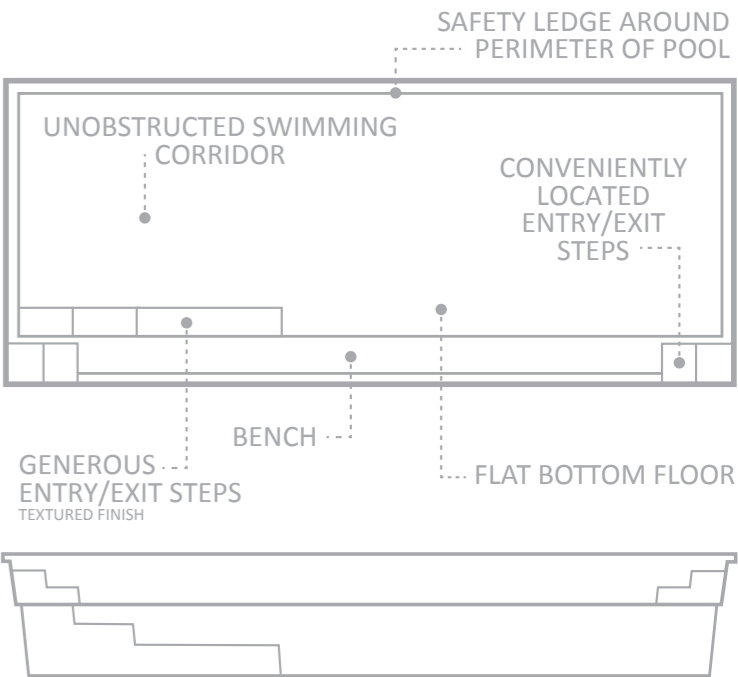 SAFETY LEDGE AROUND
PERIMETER OF POOL
UNOBSTRUCTED SWIMMING
CORRIDOR
CONVENIENTLY
LOCATED
ENTRY/EXIT
STEPS
BENCH
GENEROUS
ENTRY/EXIT STEPS
TEXTURED FINISH
FLAT BOTTOM FLOOR